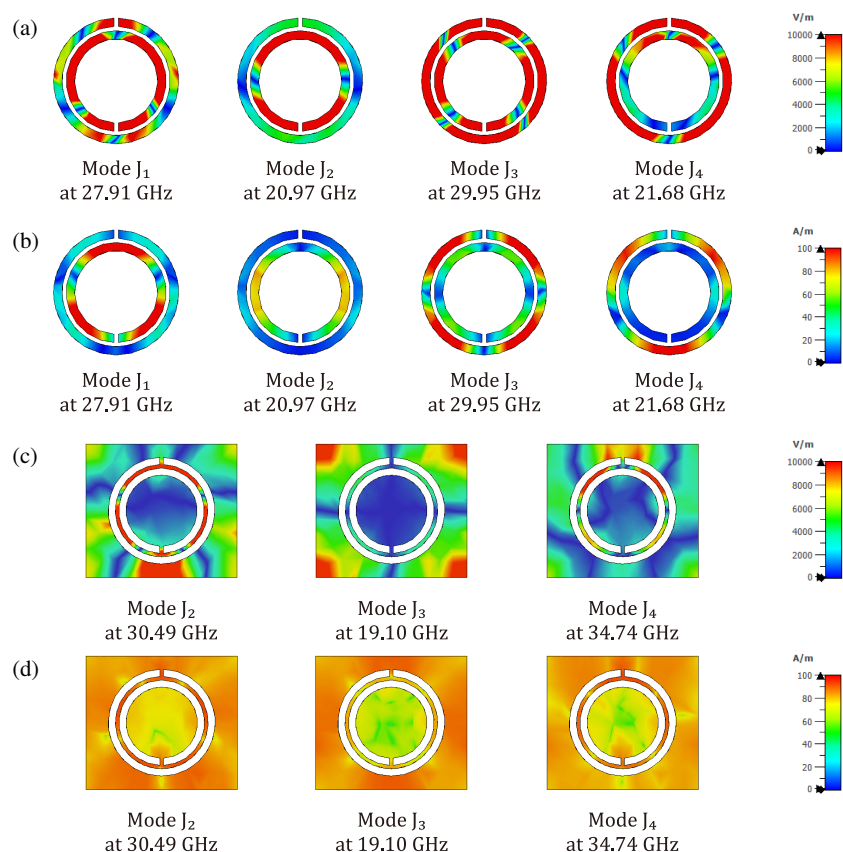 (a)
V/m
10000
8000
6000
4000
2000
0
Mode J₁
at 27.91 GHz
Mode J₂
at 20.97 GHz
Mode J₃
at 29.95 GHz
Mode J₄
at 21.68 GHz
(b)
A/m
100
80
60
40
20
0
Mode J₁
at 27.91 GHz
Mode J₂
at 20.97 GHz
Mode J₃
at 29.95 GHz
Mode J₄
at 21.68 GHz
(c)
V/m
10000
8000
6000
4000
2000
0
Mode J₂
at 30.49 GHz
Mode J₃
at 19.10 GHz
Mode J₄
at 34.74 GHz
(d)
A/m
100
80
60
40
20
0
Mode J₂
at 30.49 GHz
Mode J₃
at 19.10 GHz
Mode J₄
at 34.74 GHz